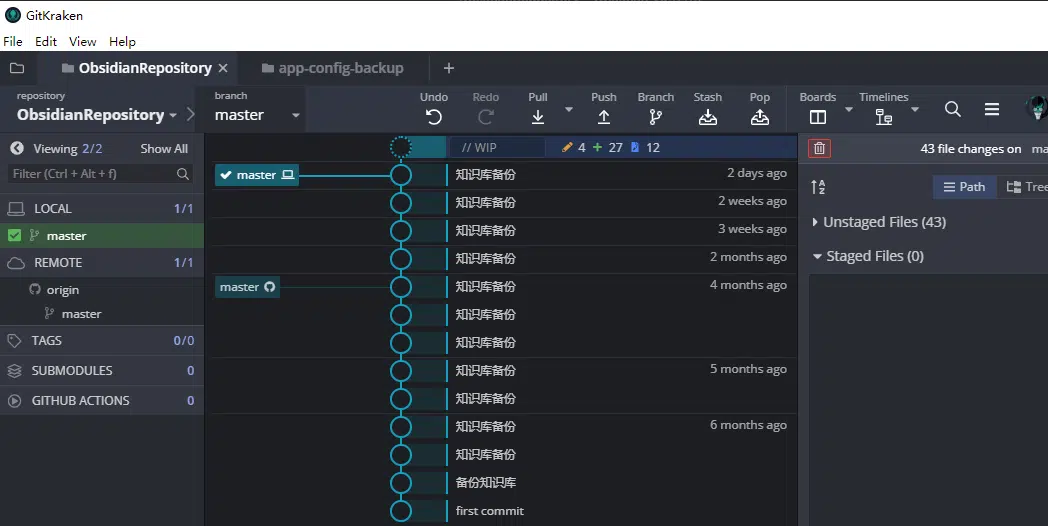 GitKraken
File Edit View Help
ObsidianRepository
app-config-backup
repository
ObsidianRepository
branch
master
Undo
Redo
Pull
Push
Branch
Stash
Pop
Boards
Timelines
Viewing 2/2
Show All
Filter (Ctrl + Alt + f)
LOCAL 1/1
master
REMOTE 1/1
origin
master
TAGS 0/0
SUBMODULES 0
GITHUB ACTIONS 0
// WIP 4 + 27 12
master 知识库备份 2 days ago
知识库备份 2 weeks ago
知识库备份 3 weeks ago
知识库备份 2 months ago
master 知识库备份 4 months ago
知识库备份
知识库备份
知识库备份 5 months ago
知识库备份
知识库备份 6 months ago
知识库备份
备份知识库
first commit
43 file changes on ma
A Z
Path
Tree
Unstaged Files (43)
Staged Files (0)